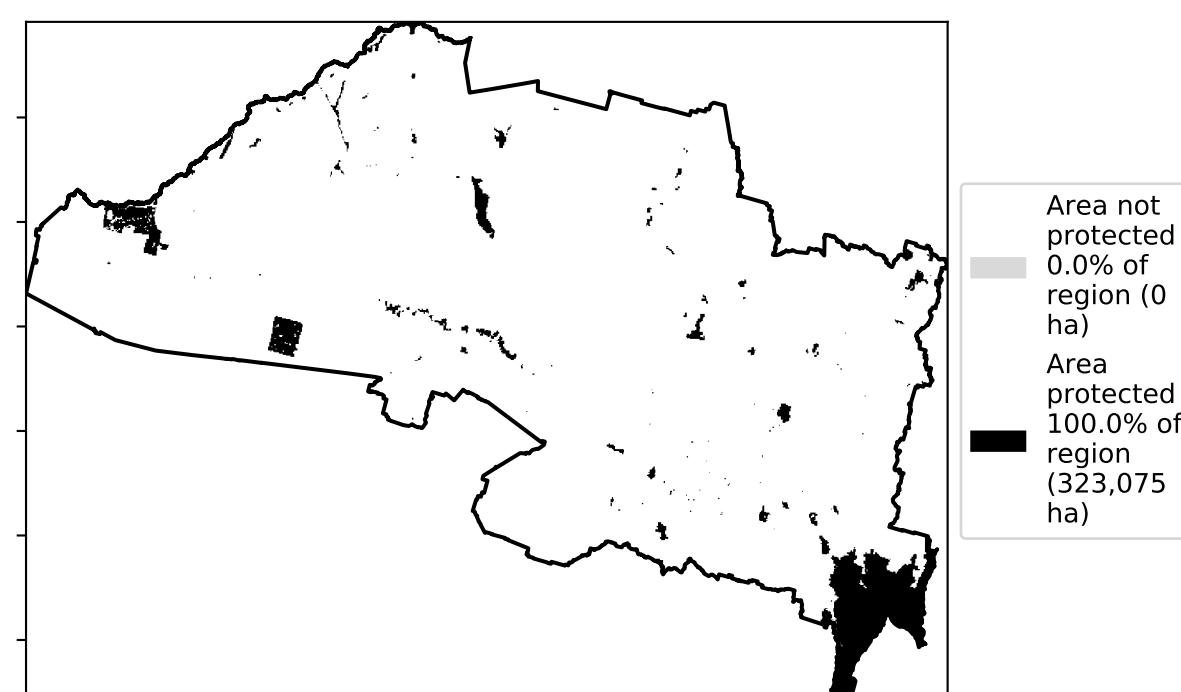 Area not
protected
0.0% of
region (0
ha)
Area
protected
100.0% of
region
(323,075
ha)